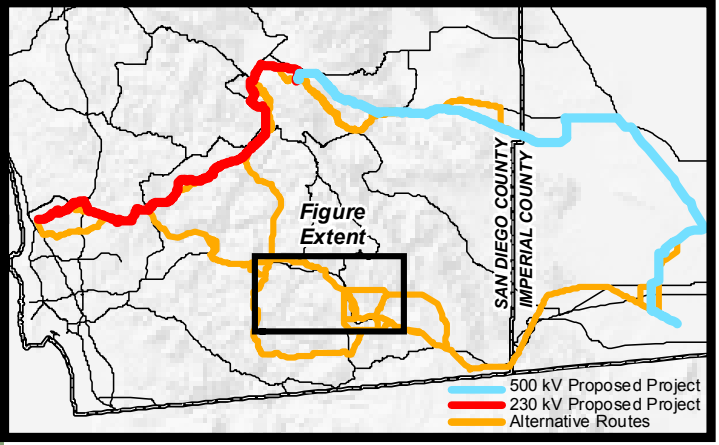 Figure
Extent
SAN DIEGO COUNTY
IMPERIAL COUNTY
500 kV Proposed Project
230 kV Proposed Project
Alternative Routes